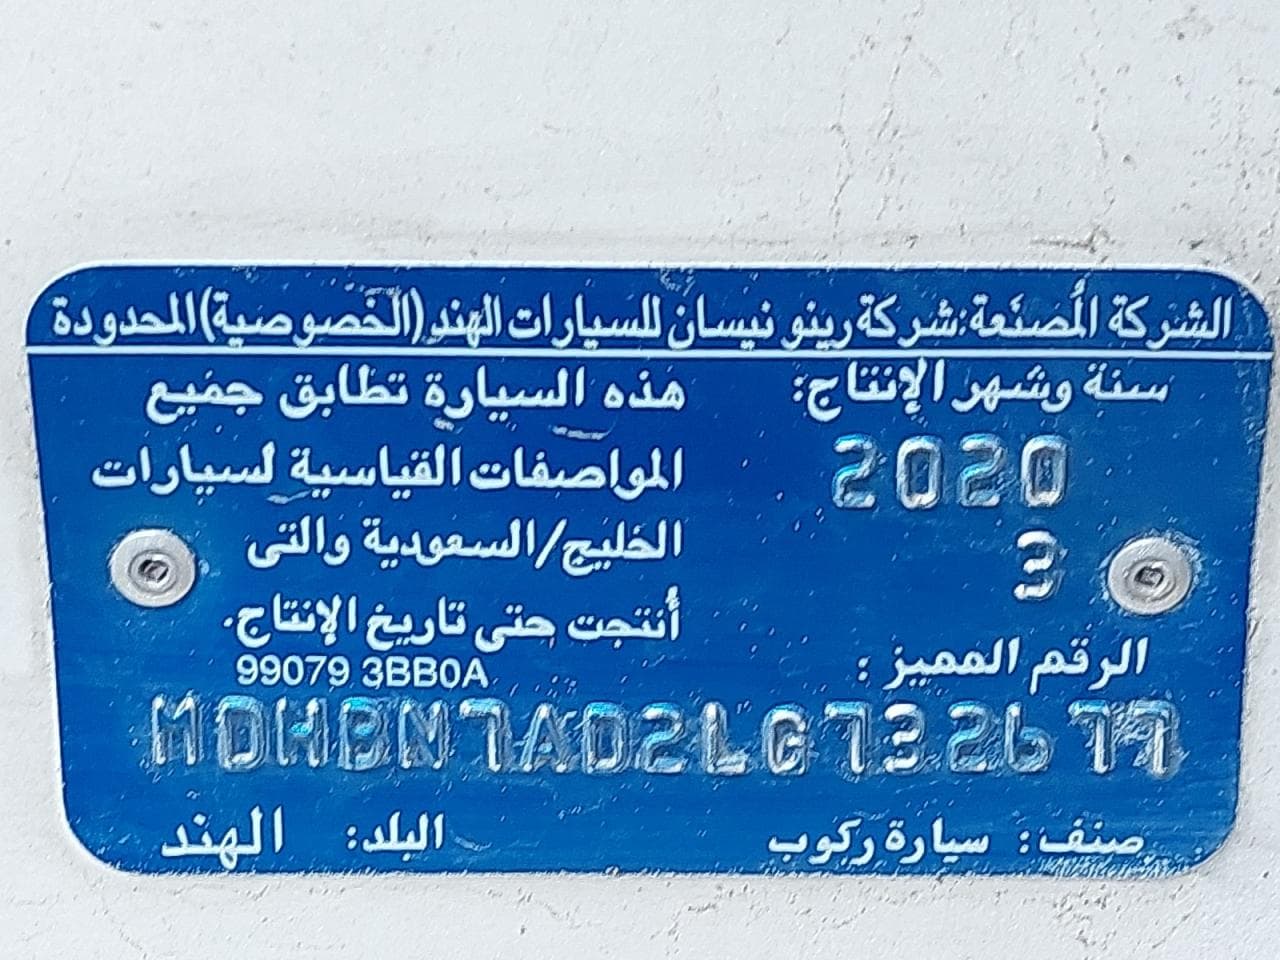 الشركة المُصنَعة:شركة رينو نيسان للسيارات الهند (الخصوصية) المحدودة
سنة وشهر الإنتاج:
2020
3
هذه السيارة تطابق جميع
المواصفات القياسية لسيارات
الخليج/السعودية والتى
أنتجت حتى تاريخ الإنتاج.
99079 3BB0A
الرقم المميز :
MDHBN7AD2LG732677
صنف: سيارة ركوب
البلد: الهند